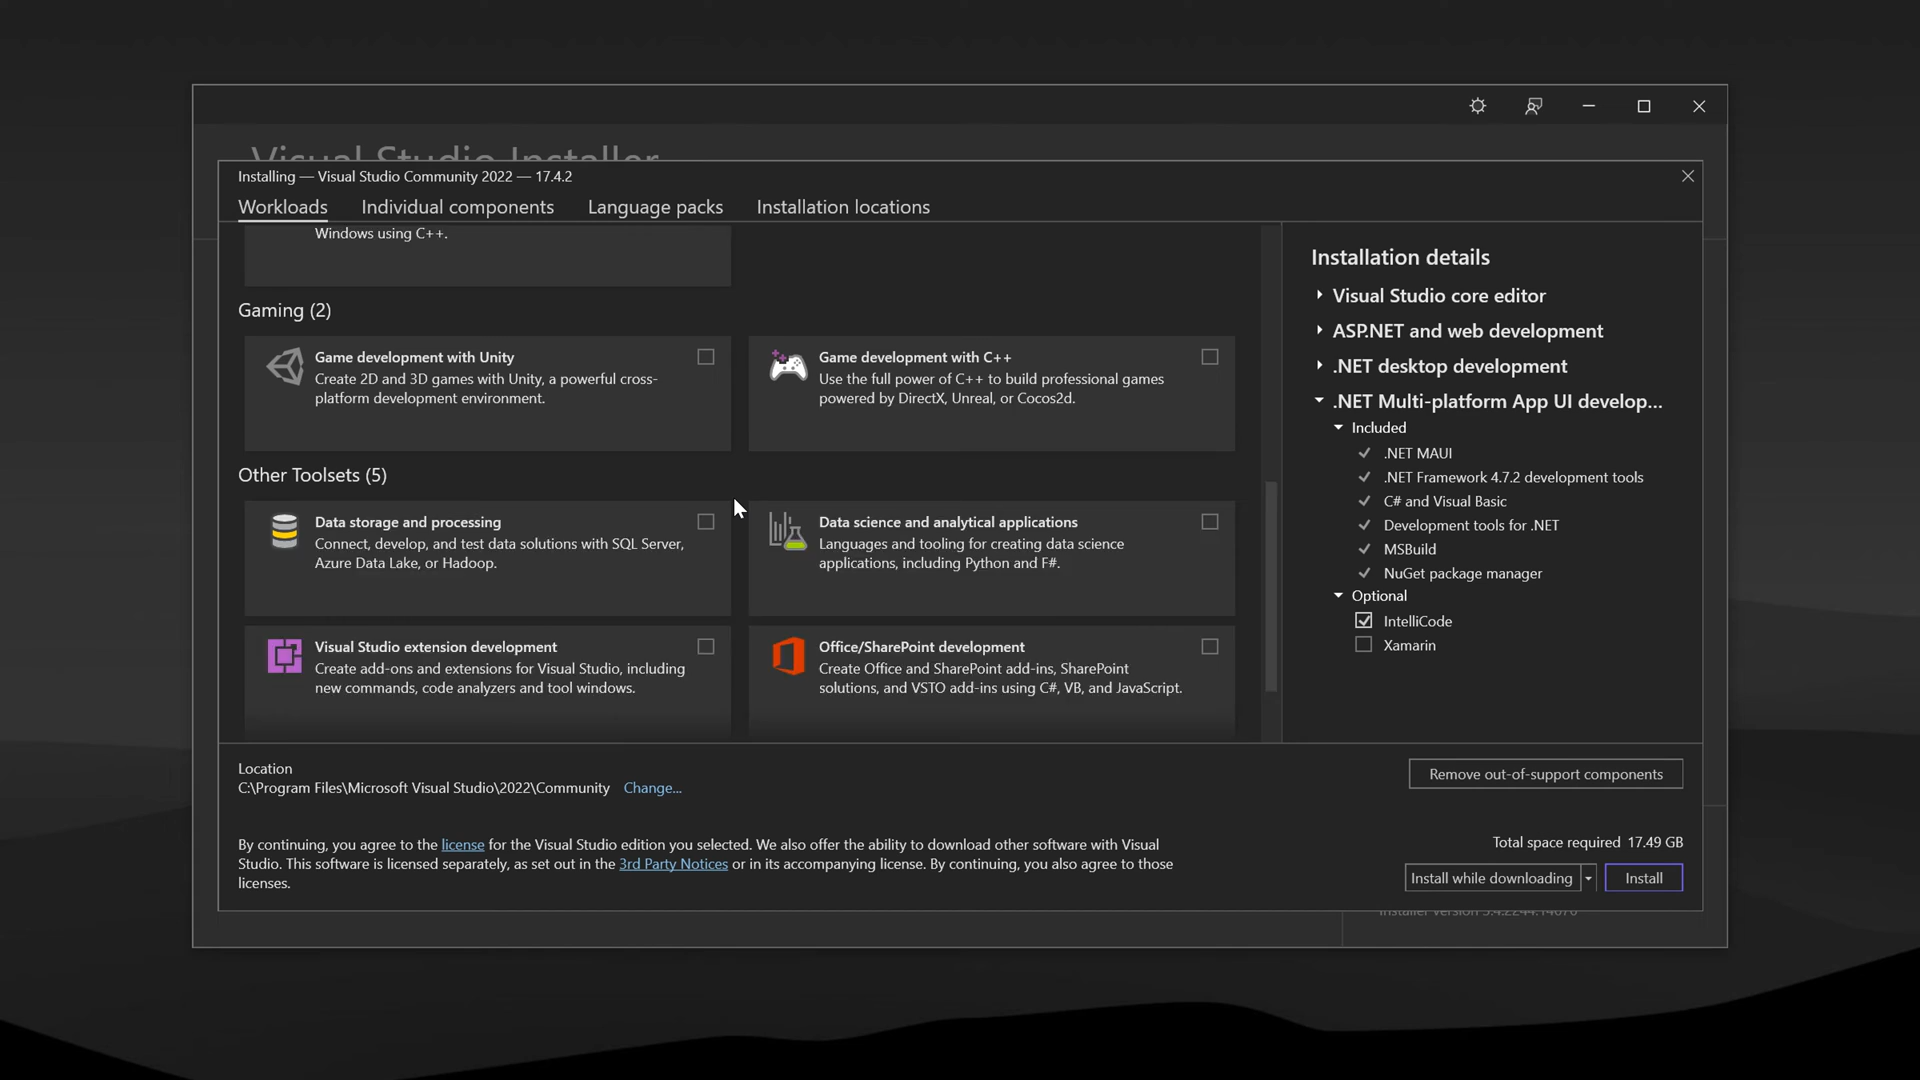 Visual Studio Installer
Installing — Visual Studio Community 2022 — 17.4.2
Workloads
Individual components
Language packs
Installation locations
Windows using C++.
Gaming (2)
Game development with Unity
Create 2D and 3D games with Unity, a powerful cross-
platform development environment.
Game development with C++
Use the full power of C++ to build professional games
powered by DirectX, Unreal, or Cocos2d.
Other Toolsets (5)
Data storage and processing
Connect, develop, and test data solutions with SQL Server,
Azure Data Lake, or Hadoop.
Data science and analytical applications
Languages and tooling for creating data science
applications, including Python and F#.
Visual Studio extension development
Create add-ons and extensions for Visual Studio, including
new commands, code analyzers and tool windows.
Office/SharePoint development
Create Office and SharePoint add-ins, SharePoint
solutions, and VSTO add-ins using C#, VB, and JavaScript.
Installation details
Visual Studio core editor
ASP.NET and web development
.NET desktop development
.NET Multi-platform App UI develop...
Included
.NET MAUI
.NET Framework 4.7.2 development tools
C# and Visual Basic
Development tools for .NET
MSBuild
NuGet package manager
Optional
IntelliCode
Xamarin
Location
C:\Program Files\Microsoft Visual Studio\2022\Community Change...
Remove out-of-support components
By continuing, you agree to the license for the Visual Studio edition you selected. We also offer the ability to download other software with Visual
Studio. This software is licensed separately, as set out in the 3rd Party Notices or in its accompanying license. By continuing, you also agree to those
licenses.
Total space required 17.49 GB
Install while downloading
Install